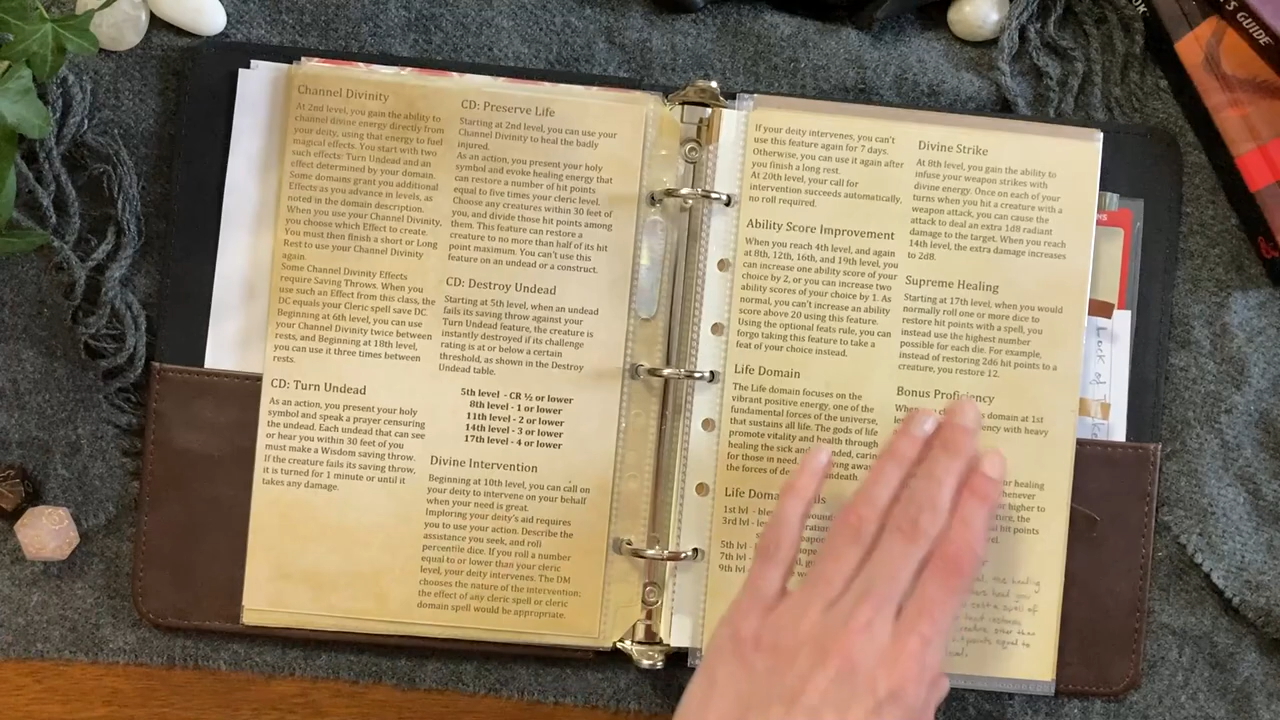 Channel Divinity
At 2nd level, you gain the ability to
channel divine energy directly from
your deity, using that energy to fuel
magical effects. You start with two
such effects: Turn Undead and an
effect determined by your domain.
Some domains grant you additional
Effects as you advance in levels, as
noted in the domain description.
When you use your Channel Divinity,
you choose which Effect to create.
You must then finish a short or Long
Rest to use your Channel Divinity
again.
Some Channel Divinity Effects
require Saving Throws. When you
use such an Effect from this class, the
DC equals your Cleric spell save DC.
Beginning at 6th level, you can use
your Channel Divinity twice between
rests, and Beginning at 18th level,
you can use it three times between
rests.
CD: Turn Undead
As an action, you present your holy
symbol and speak a prayer censuring
the undead. Each undead that can see
or hear you within 30 feet of you
must make a Wisdom saving throw.
If the creature fails its saving throw,
it is turned for 1 minute or until it
takes any damage.
CD: Preserve Life
Starting at 2nd level, you can use your
Channel Divinity to heal the badly
injured.
As an action, you present your holy
symbol and evoke healing energy that
can restore a number of hit points
equal to five times your cleric level.
Choose any creatures within 30 feet of
you, and divide those hit points among
them. This feature can restore a
creature to no more than half of its hit
point maximum. You can't use this
feature on an undead or a construct.
CD: Destroy Undead
Starting at 5th level, when an undead
fails its saving throw against your
Turn Undead feature, the creature is
instantly destroyed if its challenge
rating is at or below a certain
threshold, as shown in the Destroy
Undead table.
5th level - CR ½ or lower
8th level - 1 or lower
11th level - 2 or lower
14th level - 3 or lower
17th level - 4 or lower
Divine Intervention
Beginning at 10th level, you can call on
your deity to intervene on your behalf
when your need is great.
Imploring your deity's aid requires
you to use your action. Describe the
assistance you seek, and roll
percentile dice. If you roll a number
equal to or lower than your cleric
level, your deity intervenes. The DM
chooses the nature of the intervention;
the effect of any cleric spell or cleric
domain spell would be appropriate.
If your deity intervenes, you can't
use this feature again for 7 days.
Otherwise, you can use it again after
you finish a long rest.
At 20th level, your call for
intervention succeeds automatically,
no roll required.
Ability Score Improvement
When you reach 4th level, and again
at 8th, 12th, 16th, and 19th level, you
can increase one ability score of your
choice by 2, or you can increase two
ability scores of your choice by 1. As
normal, you can't increase an ability
score above 20 using this feature.
Using the optional feats rule, you can
forgo taking this feature to take a
feat of your choice instead.
Life Domain
The Life domain focuses on the
vibrant positive energy, one of the
fundamental forces of the universe,
that sustains all life. The gods of life
promote vitality and health through
healing the sick and
for those in need, away
the forces of undeath.
Life
1st lvl - 
3rd lvl - 
5th lvl - 
7th lvl - 
9th lvl - 
Divine Strike
At 8th level, you gain the ability to
infuse your weapon strikes with
divine energy. Once on each of your
turns when you hit a creature with a
weapon attack, you can cause the
attack to deal an extra 1d8 radiant
damage to the target. When you reach
14th level, the extra damage increases
to 2d8.
Supreme Healing
Starting at 17th level, when you would
normally roll one or more dice to
restore hit points with a spell, you
instead use the highest number
possible for each die. For example,
instead of restoring 2d6 hit points to a
creature, you restore 12.
Bonus Proficiency
domain at 1st
with heavy
healing
higher to
the
hit points
healing
heal you
a spell of
other than
equal to
Luck of
'S GUIDE